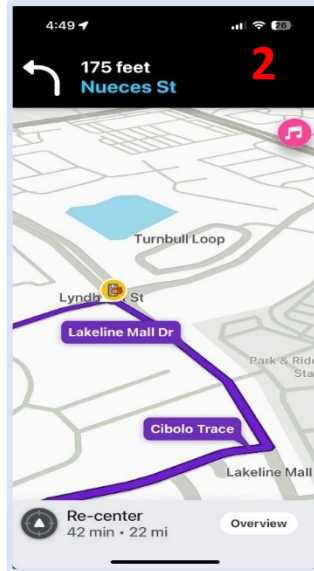 4:49
26
2
175 feet
Nueces St
Turnbull Loop
Lyndh St
Lakeline Mall Dr
Park & Ride
Sta
Cibolo Trace
Lakeline Mall
Re-center
42 min • 22 mi
Overview